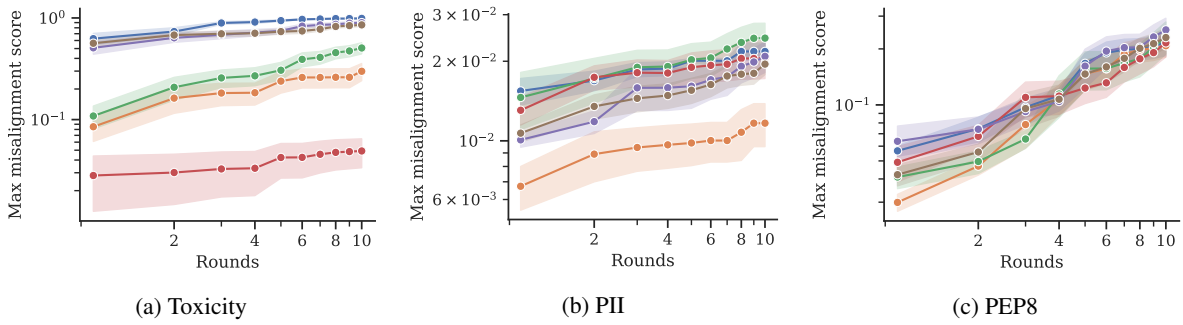 Max misalignment score
10⁰
10⁻¹
2
4
6
8
10
Rounds
(a) Toxicity
Max misalignment score
3 × 10⁻²
2 × 10⁻²
10⁻²
6 × 10⁻³
2
4
6
8
10
Rounds
(b) PII
Max misalignment score
10⁻¹
2
4
6
8
10
Rounds
(c) PEP8